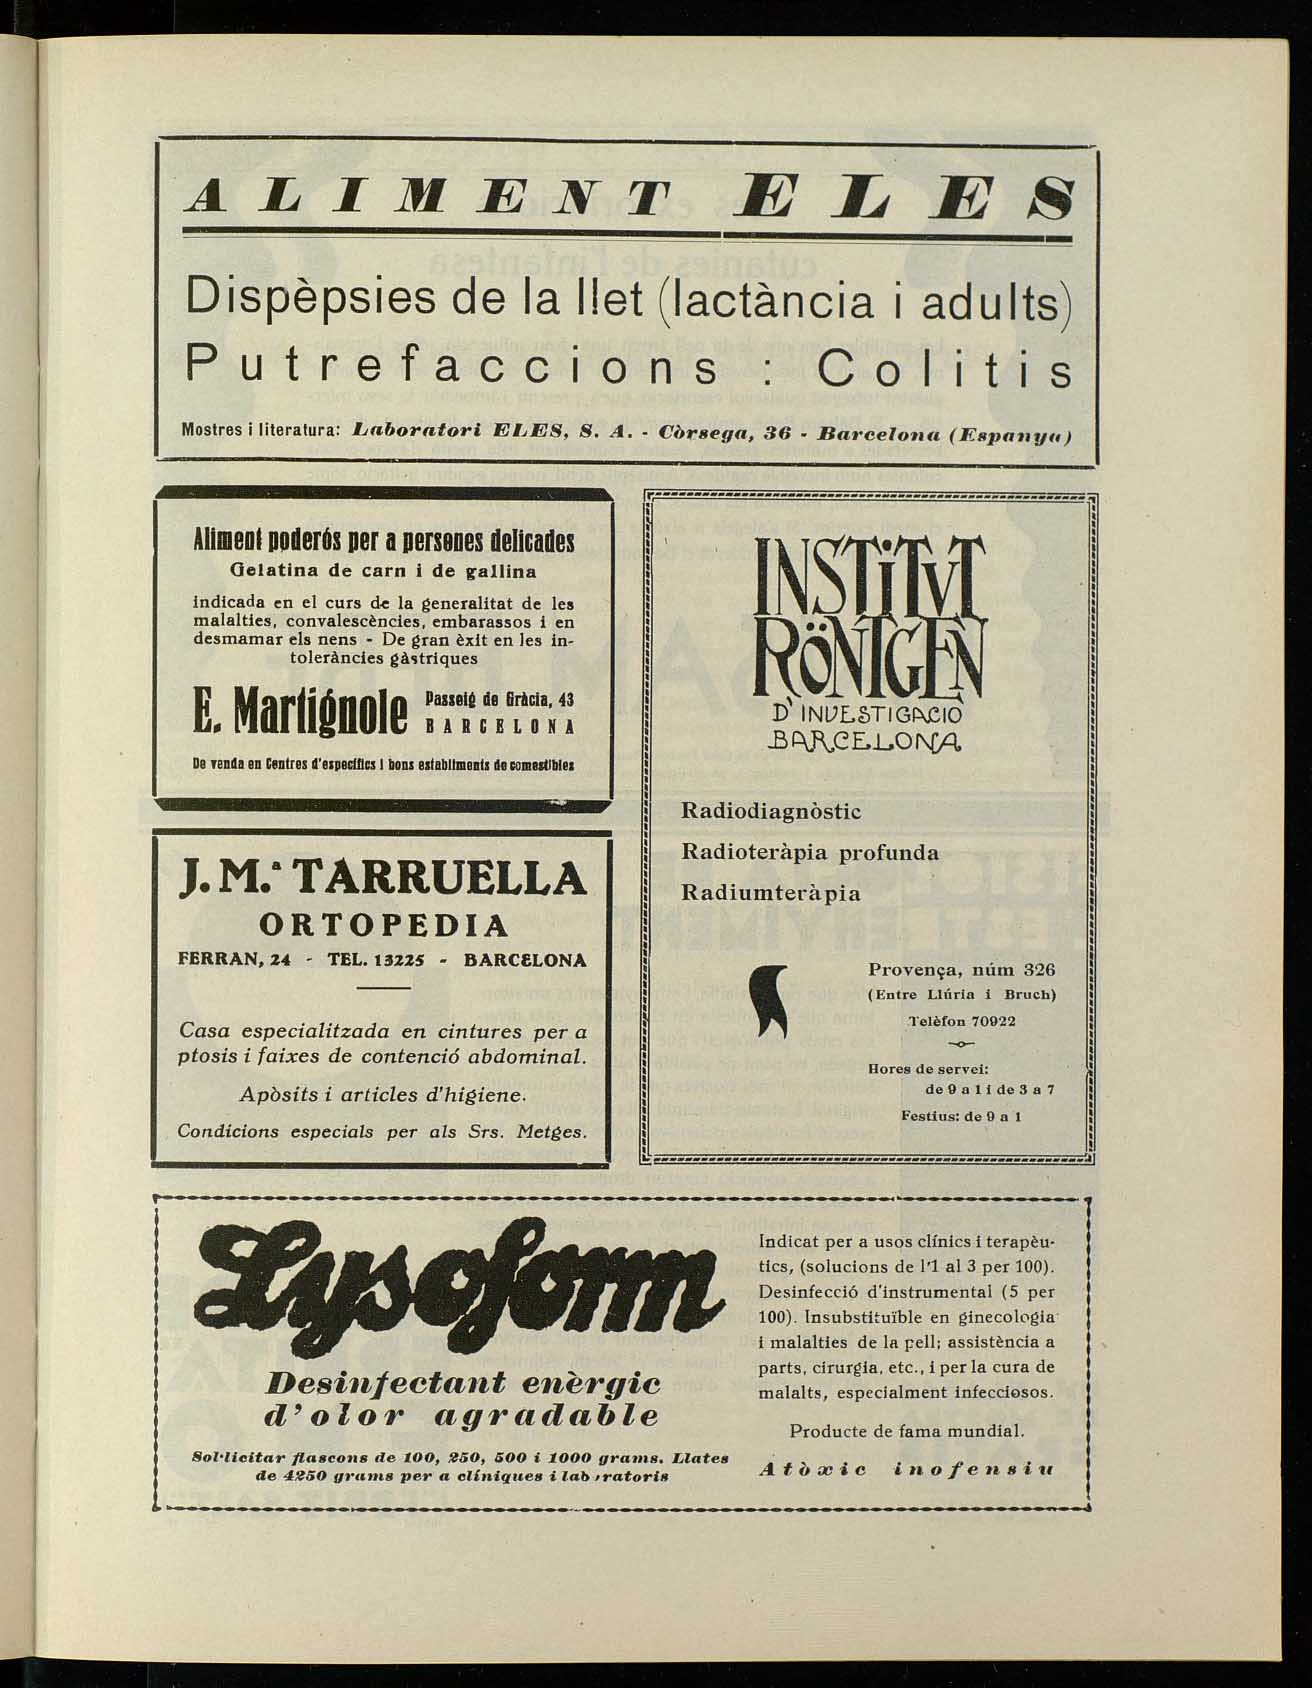 ALIMENT ELES
Dispèpsies de la llet (lactància i adults)
Putrefaccions : Colitis
Mostres i literatura: Laboratori ELES, S. A. - Còrsega, 36 - Barcelona (Espanya)
Aliment poderós per a persones delicades
Gelatina de carn i de gallina
indicada en el curs de la generalitat de les
malalties, convalescències, embarassos i en
desmamar els nens - De gran èxit en les in-
toleràncies gàstriques
E. Martignole
Passeig de Gràcia, 43
BARCELONA
De venda en Centres d'específics i bons establiments de comestibles
J. M.ª TARRUELLA
ORTOPEDIA
FERRAN, 24 - TEL. 13225 - BARCELONA
Casa especialitzada en cintures per a
ptosis i faixes de contenció abdominal.
Apòsits i articles d'higiene.
Condicions especials per als Srs. Metges.
INSTiTVT
RÖNTGEN
D'INVESTIGACIÓ
BARCELONA
Radiodiagnòstic
Radioteràpia profunda
Radiumteràpia
Provença, núm 326
(Entre Llúria i Bruch)
Telèfon 70922
Hores de servei:
de 9 a 1 i de 3 a 7
Festius: de 9 a 1
Lysoform
Desinfectant enèrgic
d'olor agradable
Sol·licitar flascons de 100, 250, 500 i 1000 grams. Llates
de 4250 grams per a clíniques i laboratoris
Indicat per a usos clínics i terapèu-
tics, (solucions de l'1 al 3 per 100).
Desinfecció d'instrumental (5 per
100). Insubstituïble en ginecologia
i malalties de la pell; assistència a
parts, cirurgia, etc., i per la cura de
malalts, especialment infecciosos.
Producte de fama mundial.
Atòxic inofensiu